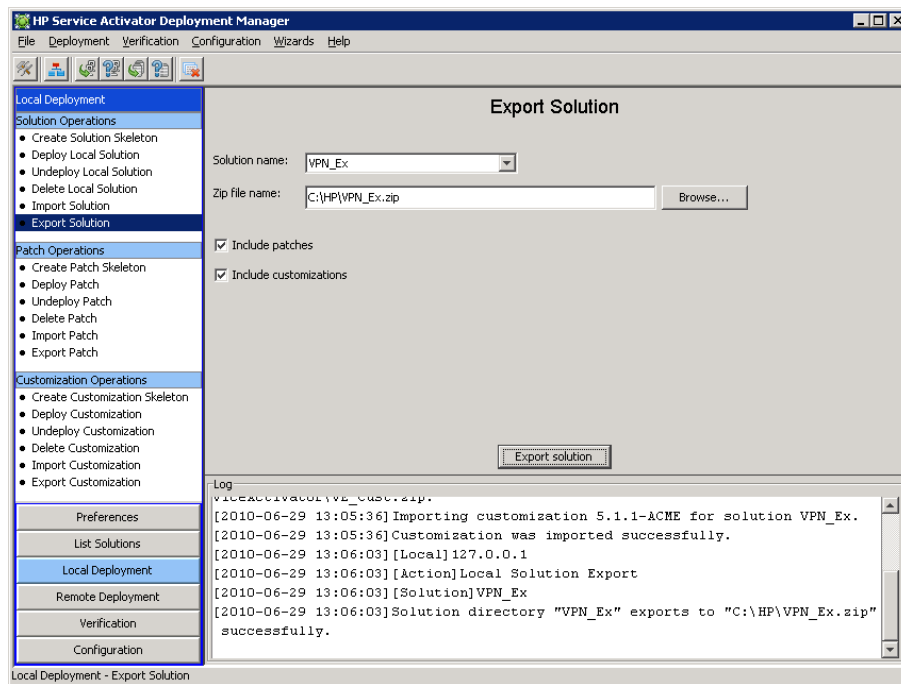 HP Service Activator Deployment Manager
File Deployment Verification Configuration Wizards Help
Local Deployment
Solution Operations
Create Solution Skeleton
Deploy Local Solution
Undeploy Local Solution
Delete Local Solution
Import Solution
Export Solution
Patch Operations
Create Patch Skeleton
Deploy Patch
Undeploy Patch
Delete Patch
Import Patch
Export Patch
Customization Operations
Create Customization Skeleton
Deploy Customization
Undeploy Customization
Delete Customization
Import Customization
Export Customization
Preferences
List Solutions
Local Deployment
Remote Deployment
Verification
Configuration
Export Solution
Solution name: VPN_Ex
Zip file name: C:\HP\VPN_Ex.zip Browse...
Include patches
Include customizations
Export solution
Log
viceActivator\VE_Cust.zip.
[2010-06-29 13:05:36]Importing customization 5.1.1-ACME for solution VPN_Ex.
[2010-06-29 13:05:36]Customization was imported successfully.
[2010-06-29 13:06:03][Local]127.0.0.1
[2010-06-29 13:06:03][Action]Local Solution Export
[2010-06-29 13:06:03][Solution]VPN_Ex
[2010-06-29 13:06:03]Solution directory "VPN_Ex" exports to "C:\HP\VPN_Ex.zip"
successfully.
Local Deployment - Export Solution